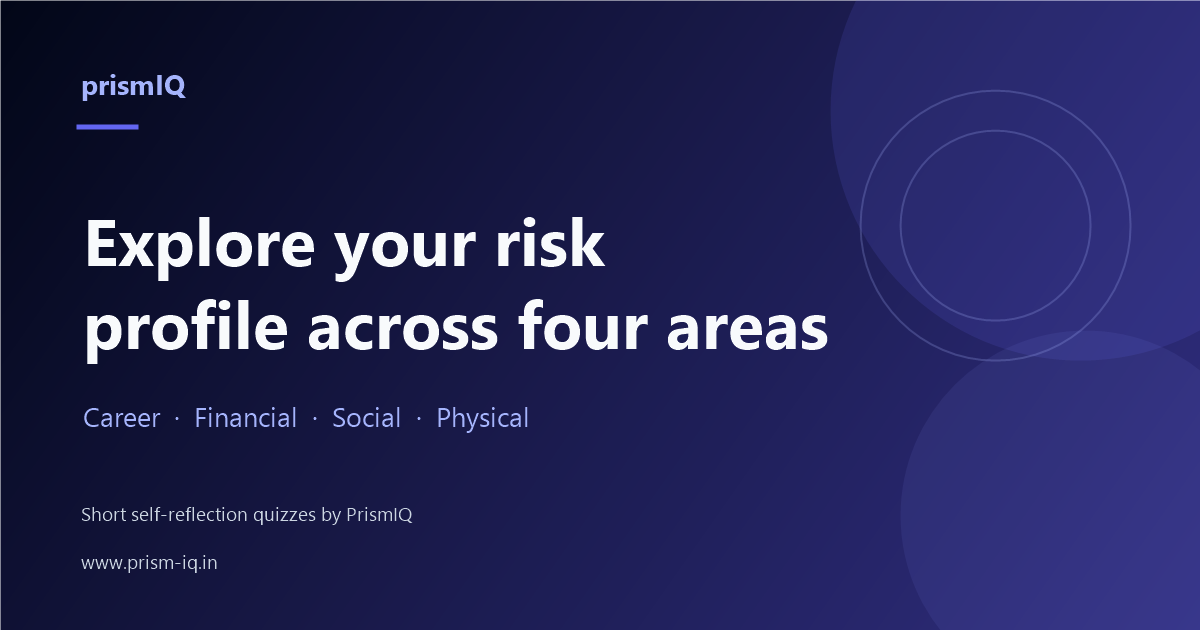 prismIQ
Explore your risk
profile across four areas
Career · Financial · Social · Physical
Short self-reflection quizzes by PrismIQ
www.prism-iq.in